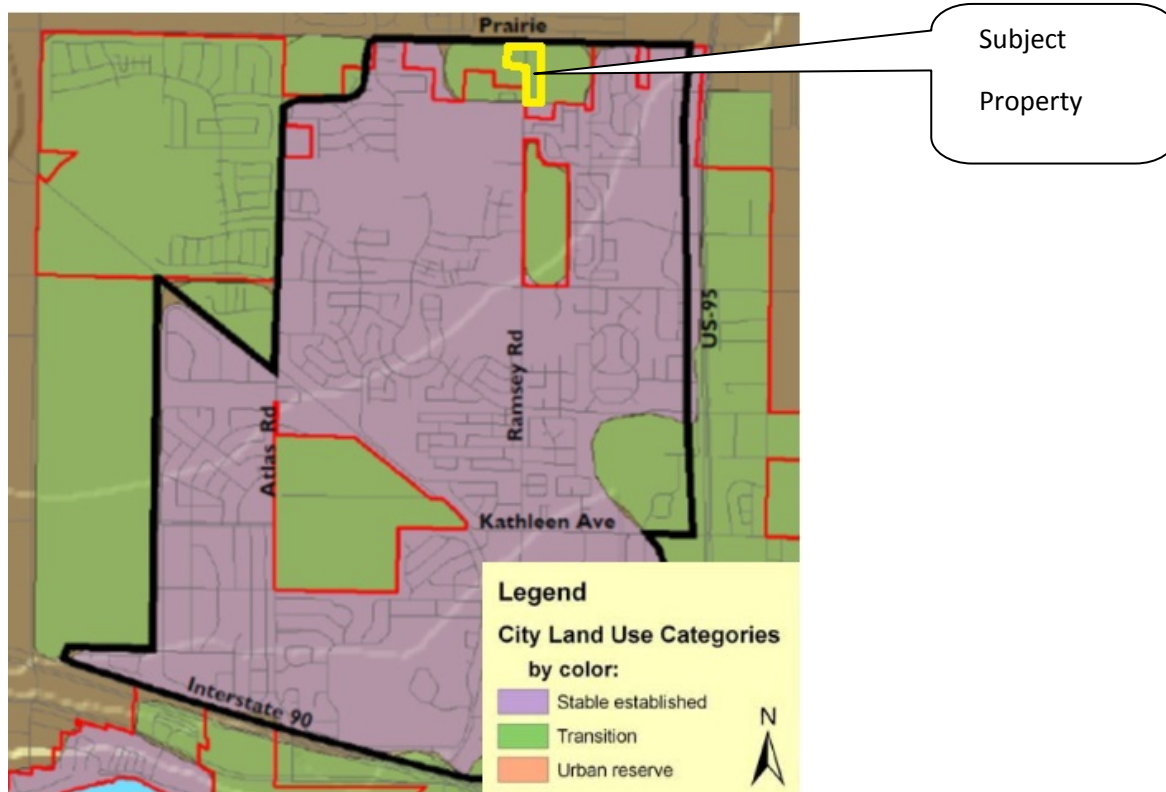 Prairie
Subject
Property
US-95
Ramsey Rd
Atlas Rd
Kathleen Ave
Interstate 90
Legend
City Land Use Categories
by color:
Stable established
Transition
Urban reserve
N